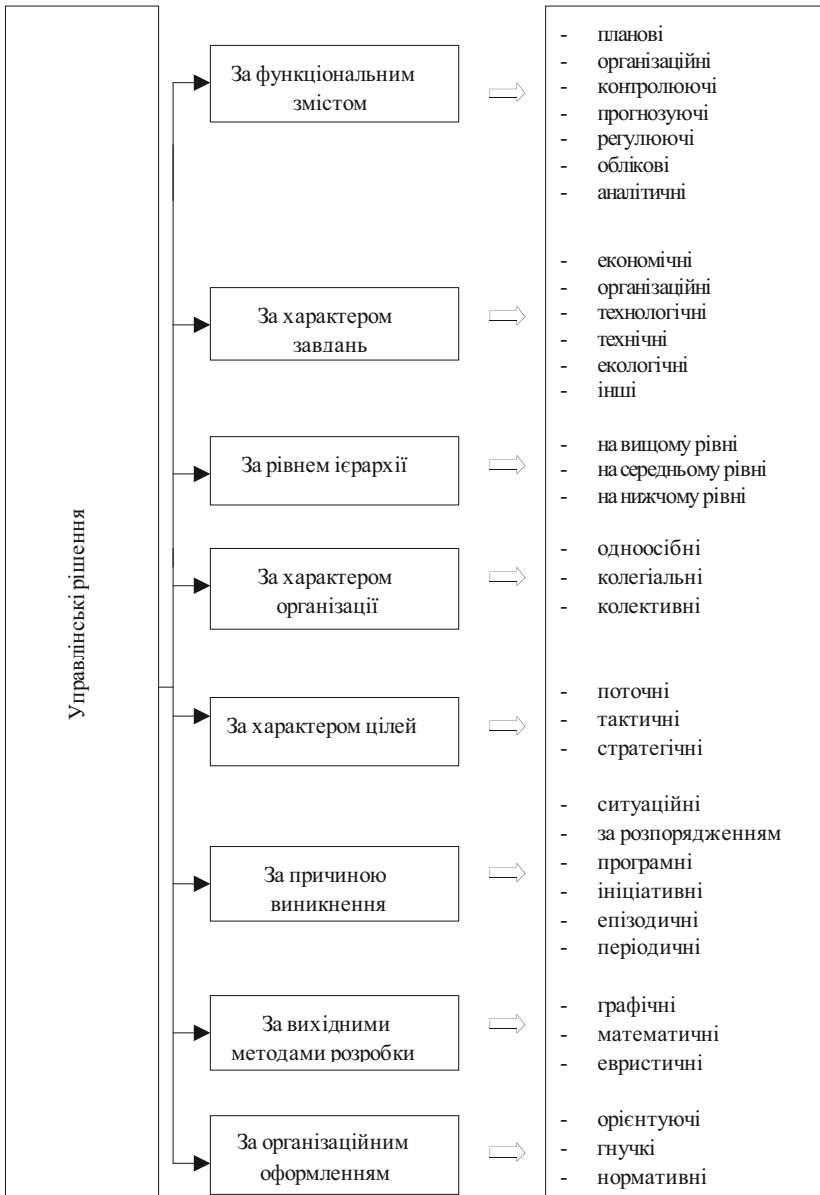 Управлінські рішення
За функціональним
змістом
- планові
- організаційні
- контролюючі
- прогнозуючі
- регулюючі
- облікові
- аналітичні
За характером
завдань
- економічні
- організаційні
- технологічні
- технічні
- екологічні
- інші
За рівнем ієрархії
- на вищому рівні
- на середньому рівні
- на нижчому рівні
За характером
організації
- одноосібні
- колегіальні
- колективні
За характером цілей
- поточні
- тактичні
- стратегічні
За причиною
виникнення
- ситуаційні
- за розпорядженням
- програмні
- ініціативні
- епізодичні
- періодичні
За вихідними
методами розробки
- графічні
- математичні
- евристичні
За організаційним
оформленням
- орієнтуючі
- гнучкі
- нормативні